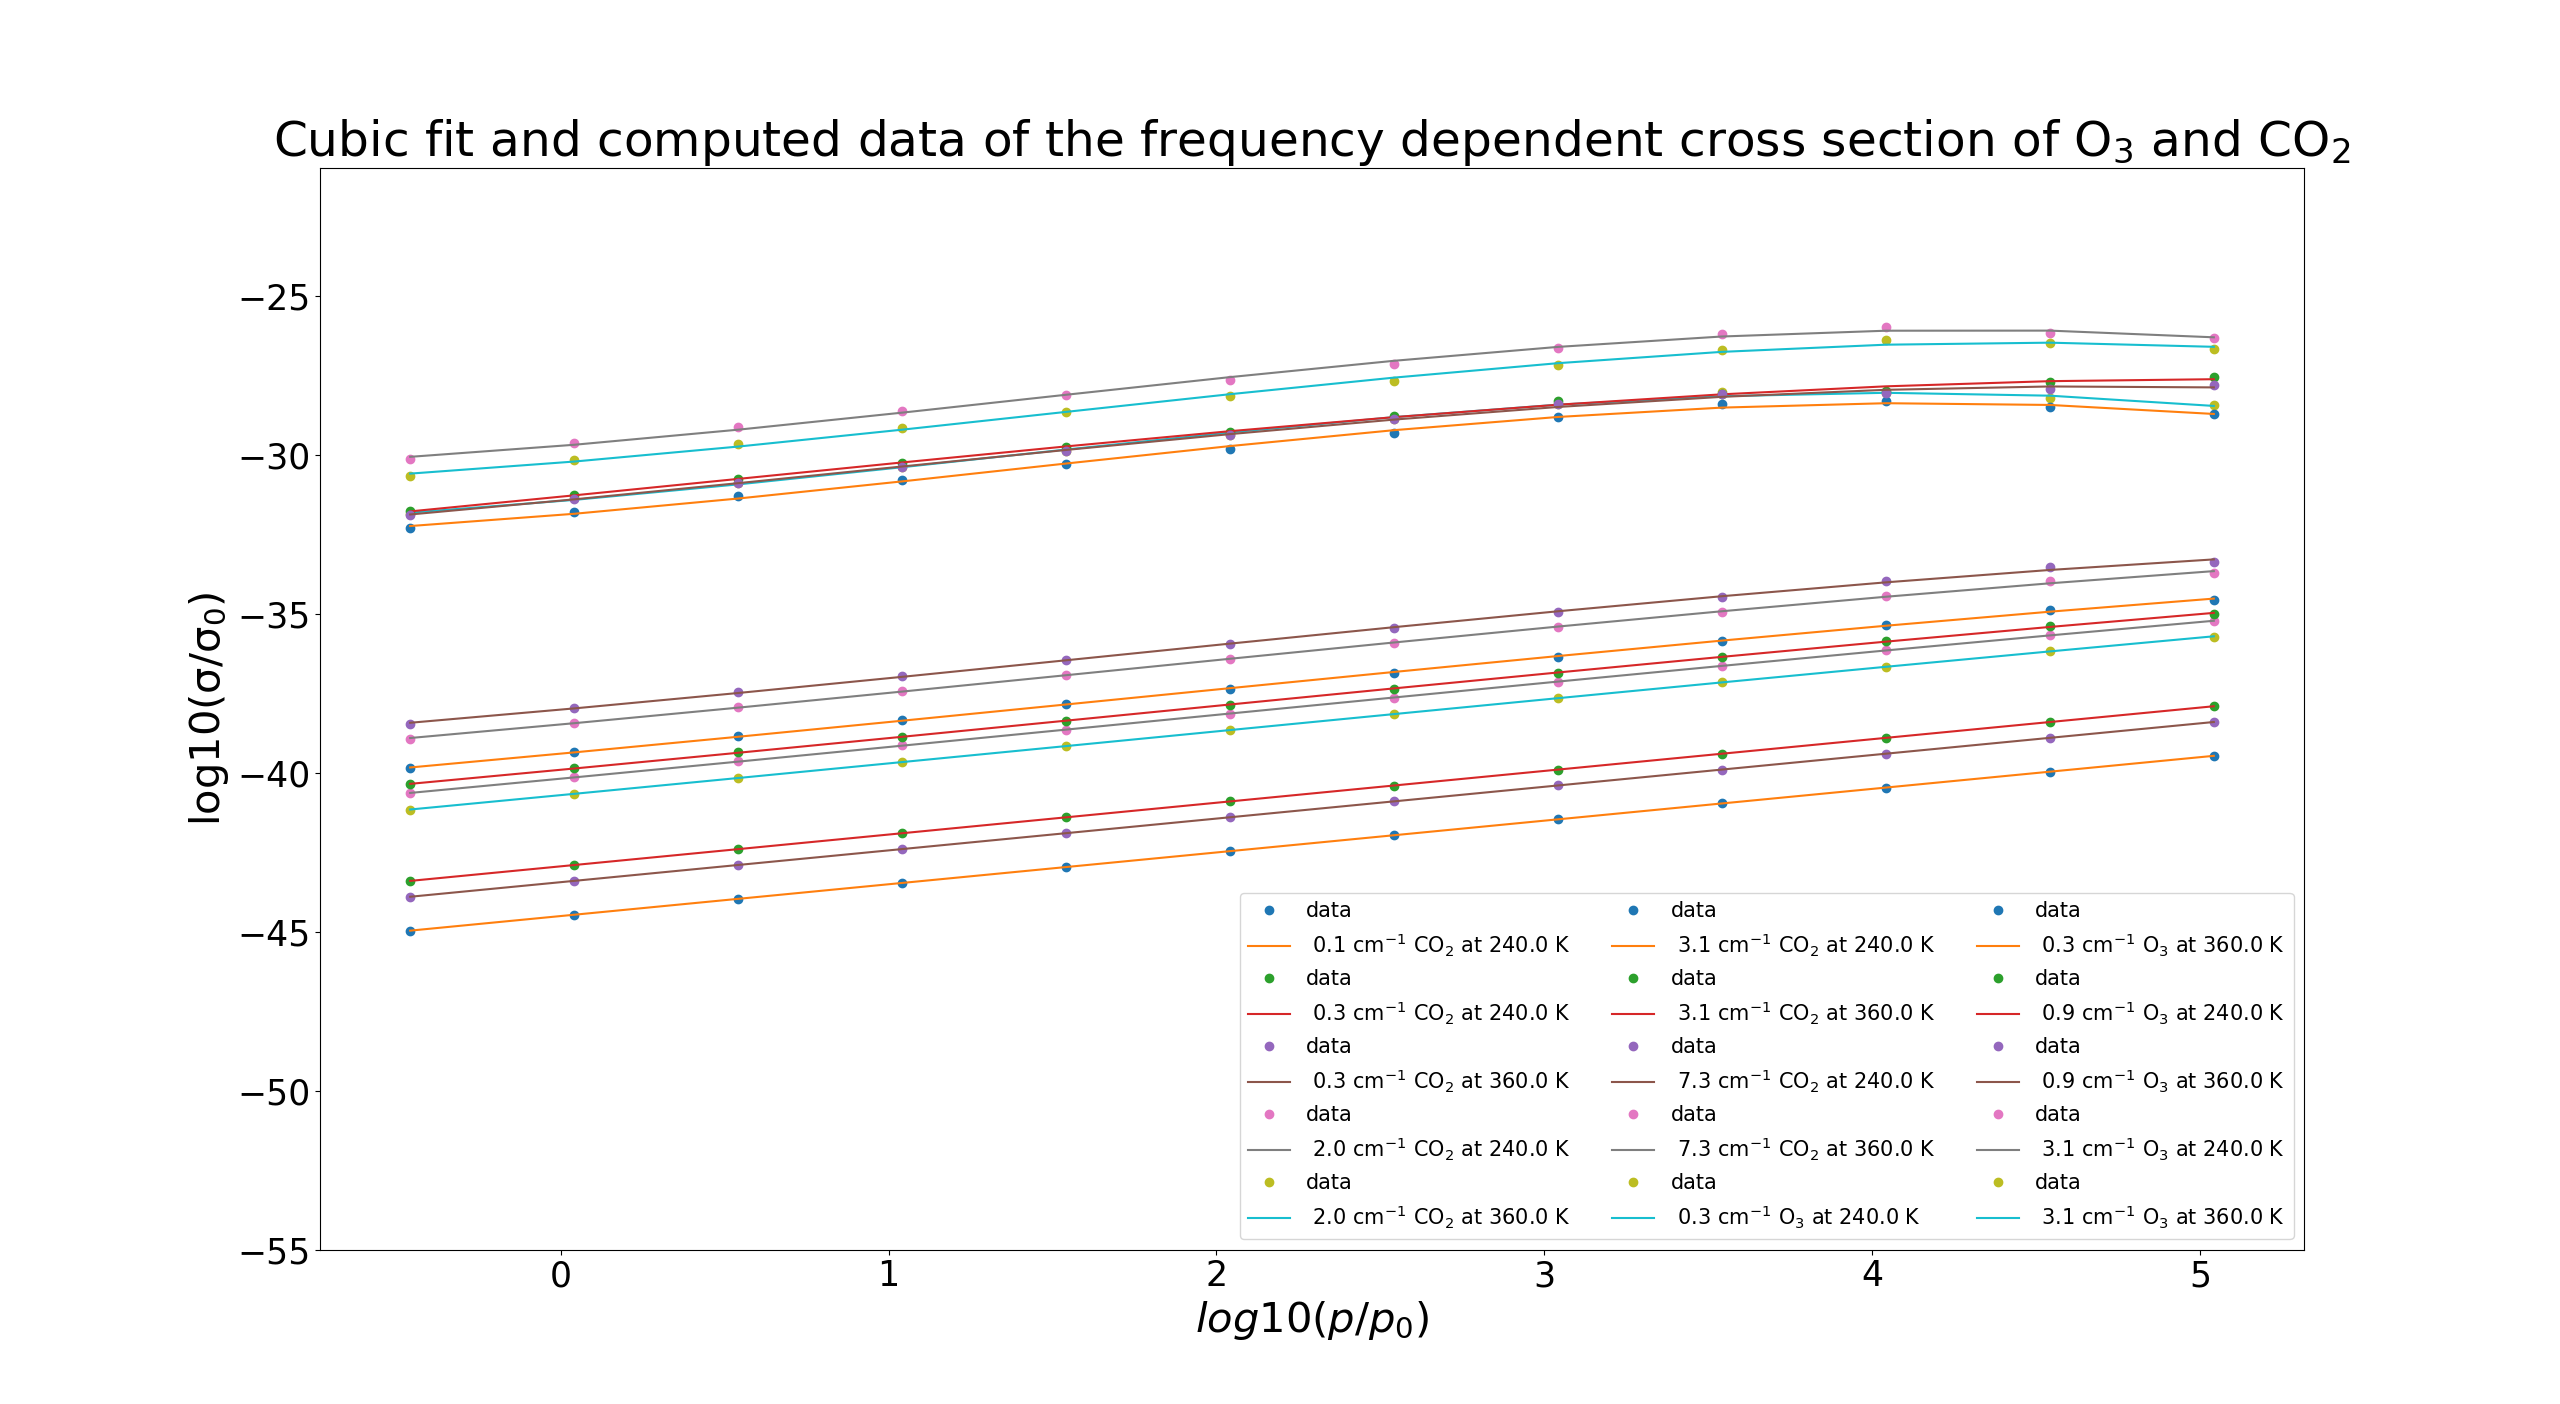 Cubic fit and computed data of the frequency dependent cross section of O₃ and CO₂
log10(σ/σ₀)
−25
−30
−35
−40
−45
−50
−55
data
0.1 cm⁻¹ CO₂ at 240.0 K
data
0.3 cm⁻¹ CO₂ at 240.0 K
data
0.3 cm⁻¹ CO₂ at 360.0 K
data
2.0 cm⁻¹ CO₂ at 240.0 K
data
2.0 cm⁻¹ CO₂ at 360.0 K
data
3.1 cm⁻¹ CO₂ at 240.0 K
data
3.1 cm⁻¹ CO₂ at 360.0 K
data
7.3 cm⁻¹ CO₂ at 240.0 K
data
7.3 cm⁻¹ CO₂ at 360.0 K
data
0.3 cm⁻¹ O₃ at 240.0 K
data
0.3 cm⁻¹ O₃ at 360.0 K
data
0.9 cm⁻¹ O₃ at 240.0 K
data
0.9 cm⁻¹ O₃ at 360.0 K
data
3.1 cm⁻¹ O₃ at 240.0 K
data
3.1 cm⁻¹ O₃ at 360.0 K
0 1 2 3 4 5
log10(p/p₀)